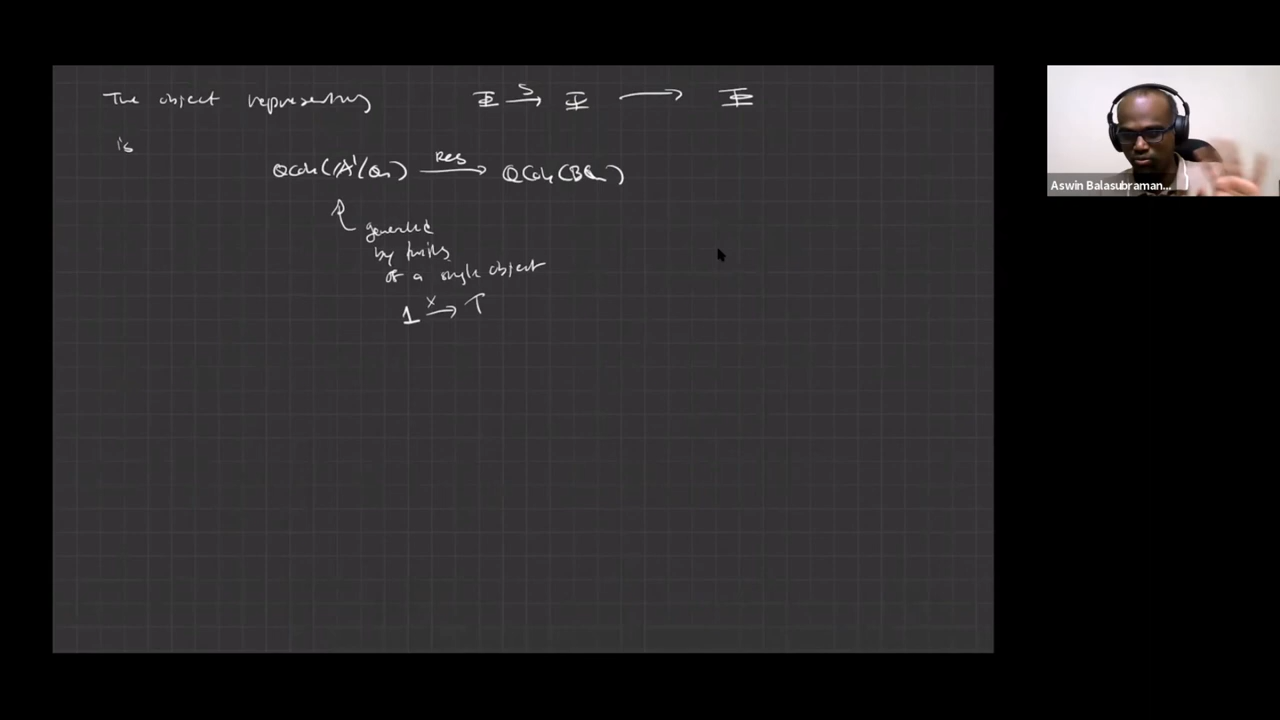 The object representing Φ —S→ Φ ⟶ Φ
is
QCoh(A¹/Gm) —Res→ QCoh(BGm)
generated
by twists
of a single object
1 —x→ T
Aswin Balasubraman...